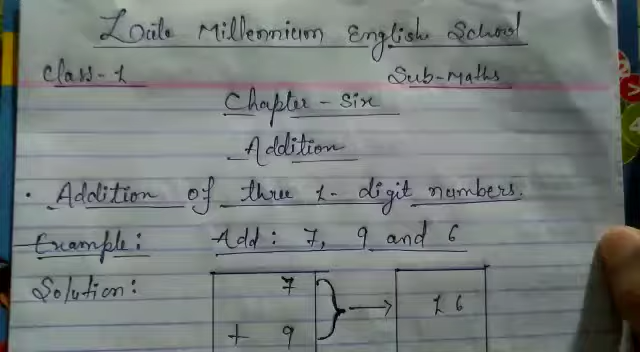 Millennium English School
Class-1 Sub-Maths
Chapter - Six
Addition
• Addition of three 1-digit numbers.
Example: Add: 7, 9 and 6
Solution: 7 16
+ 9